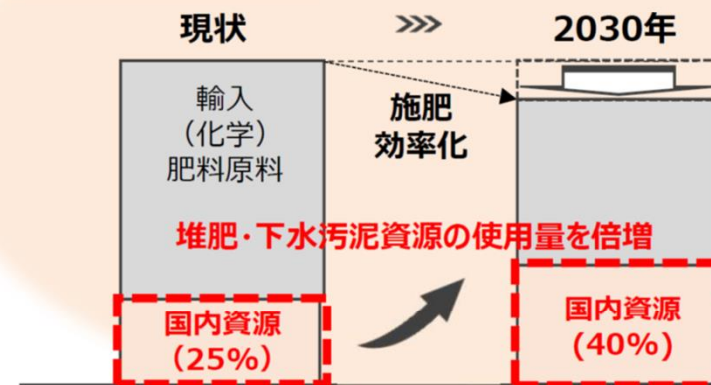 現状
2030年
輸入
（化学）
肥料原料
施肥
効率化
堆肥・下水汚泥資源の使用量を倍増
国内資源
（25%）
国内資源
（40%）